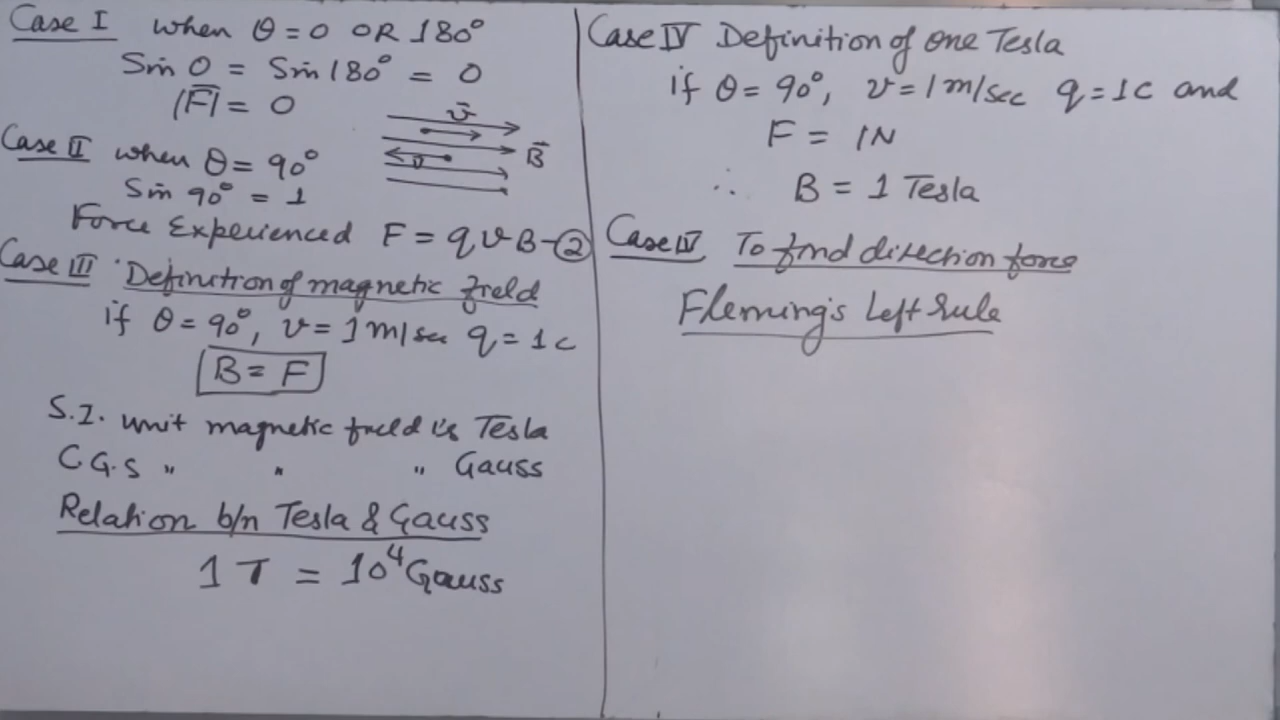 Case I when θ = 0 OR 180°
Sin 0 = Sin 180° = 0
|F̄| = 0
v̄
B̄
Case II when θ = 90°
Sin 90° = 1
Force Experienced F = qvB - ②
Case III Definition of magnetic field
if θ = 90°, v = 1 m/sec q = 1c
B = F
S.I. unit magnetic field is Tesla
C G.S " " " Gauss
Relation b/n Tesla & Gauss
1 T = 10⁴ Gauss
Case IV Definition of one Tesla
if θ = 90°, v = 1 m/sec q = 1c and
F = 1N
∴ B = 1 Tesla
Case IV To find direction force
Fleming's Left rule